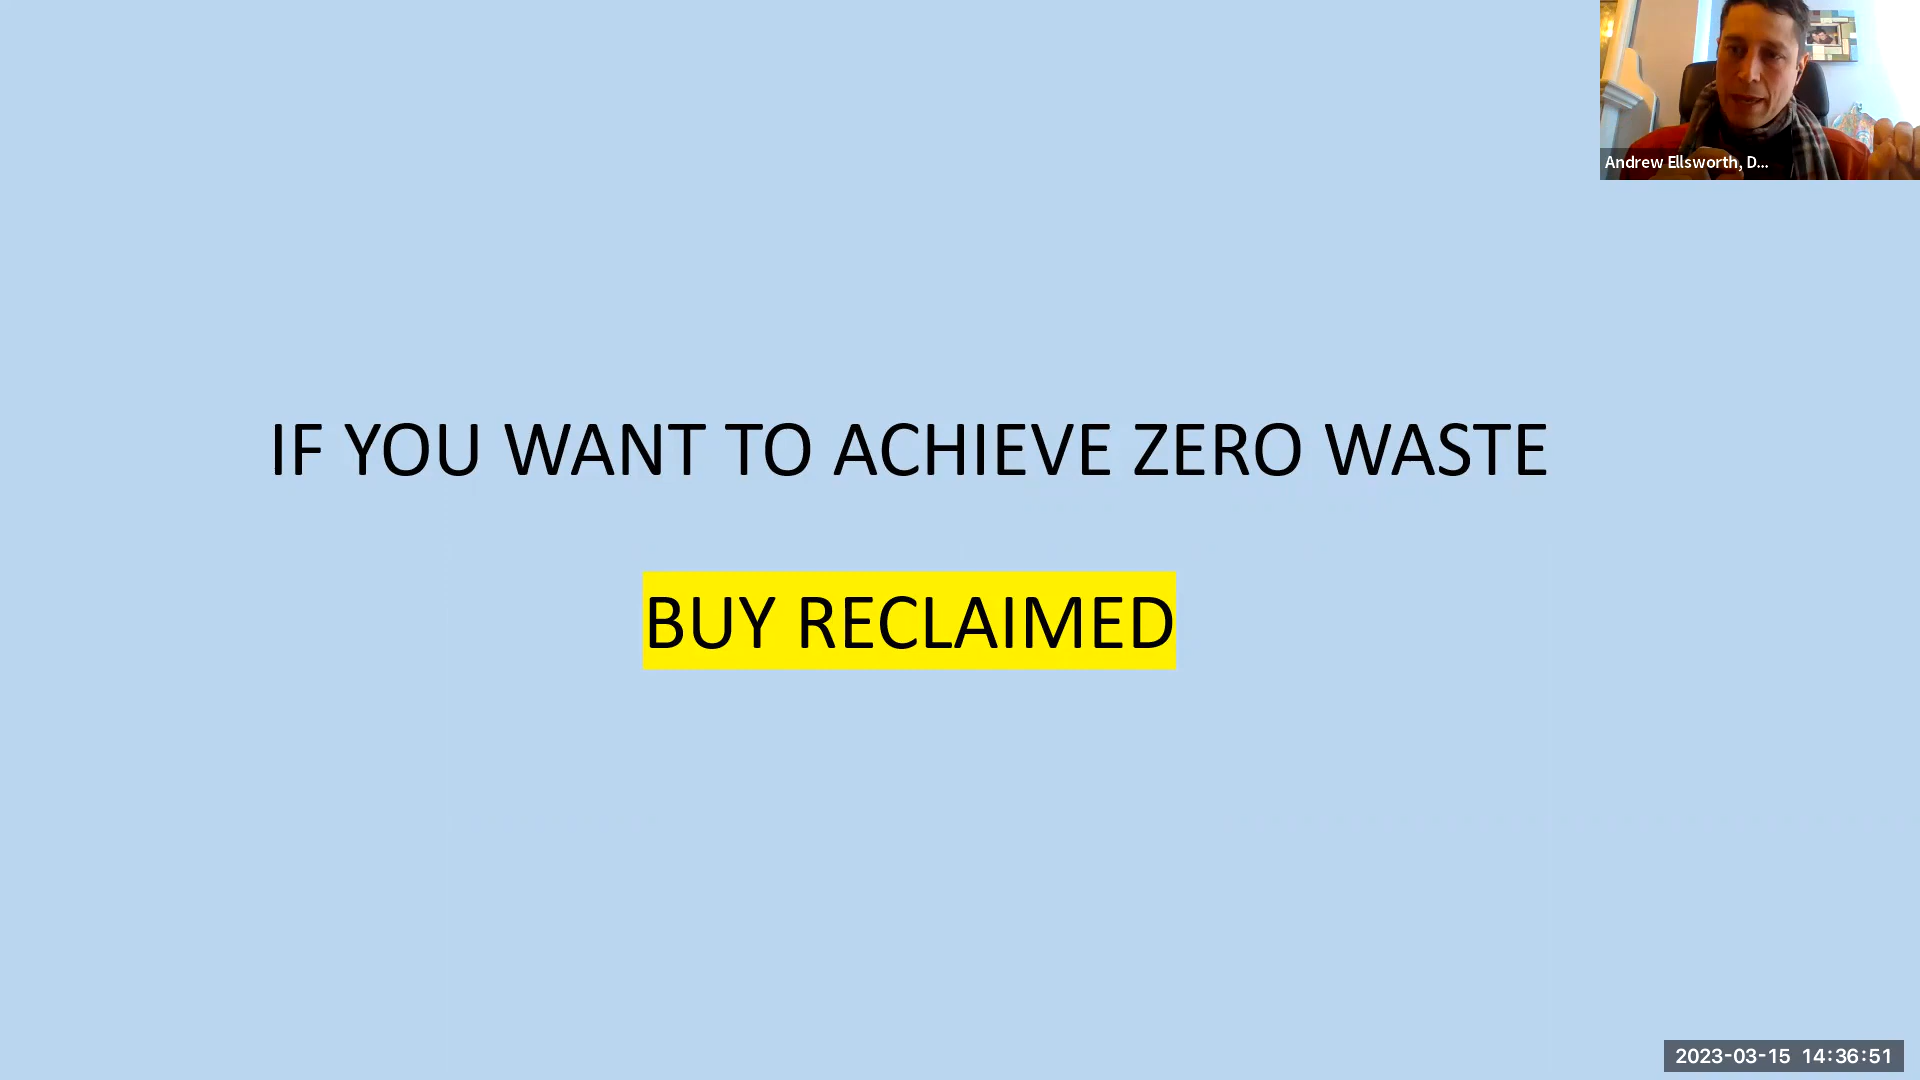 Andrew Ellsworth, D...
IF YOU WANT TO ACHIEVE ZERO WASTE
BUY RECLAIMED
2023-03-15 14:36:51